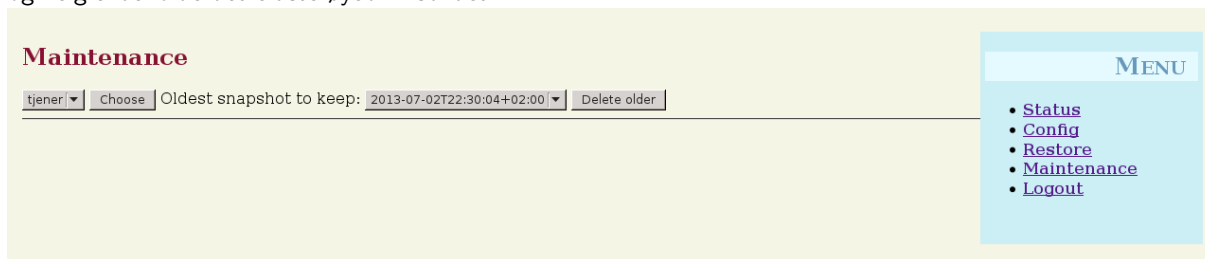 Maintenance
tjener Choose Oldest snapshot to keep: 2013-07-02T22:30:04+02:00 Delete older
MENU
Status
Config
Restore
Maintenance
Logout